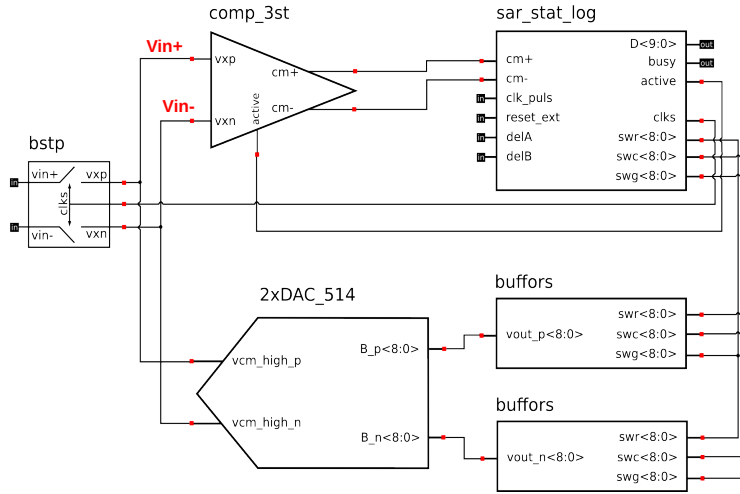 comp_3st
sar_stat_log
Vin+
vxp
cm+
cm-
active
Vin-
vxn
D<9:0>
out
busy
out
cm+
active
cm-
in
clk_puls
in
reset_ext
clks
in
delA
swr<8:0>
in
delB
swc<8:0>
swg<8:0>
bstp
in
vin+
vxp
clks
in
vin-
vxn
2xDAC_514
B_p<8:0>
vcm_high_p
vcm_high_n
B_n<8:0>
buffors
swr<8:0>
vout_p<8:0>
swc<8:0>
swg<8:0>
buffors
swr<8:0>
vout_n<8:0>
swc<8:0>
swg<8:0>